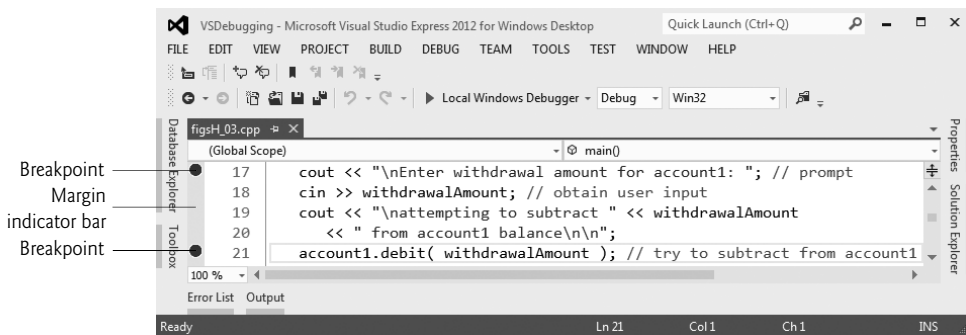 VSDebugging - Microsoft Visual Studio Express 2012 for Windows Desktop
Quick Launch (Ctrl+Q)
FILE EDIT VIEW PROJECT BUILD DEBUG TEAM TOOLS TEST WINDOW HELP
Local Windows Debugger Debug Win32
Database Explorer
Toolbox
figsH_03.cpp
(Global Scope) main()
Breakpoint
Margin
indicator bar
Breakpoint
17 cout << "\nEnter withdrawal amount for account1: "; // prompt
18 cin >> withdrawalAmount; // obtain user input
19 cout << "\nattempting to subtract " << withdrawalAmount
20 << " from account1 balance\n\n";
21 account1.debit( withdrawalAmount ); // try to subtract from account1
Properties
Solution Explorer
100 %
Error List Output
Ready Ln 21 Col 1 Ch 1 INS